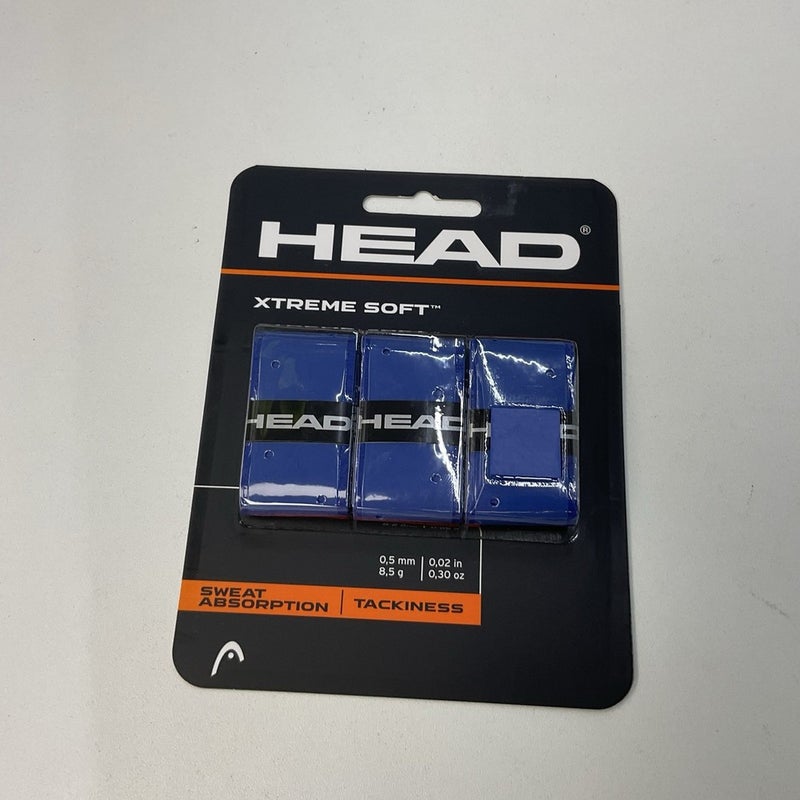 HEAD®
XTREME SOFT™
HEAD HEAD
0,5 mm | 0,02 in
8,5 g | 0,30 oz
SWEAT
ABSORPTION | TACKINESS